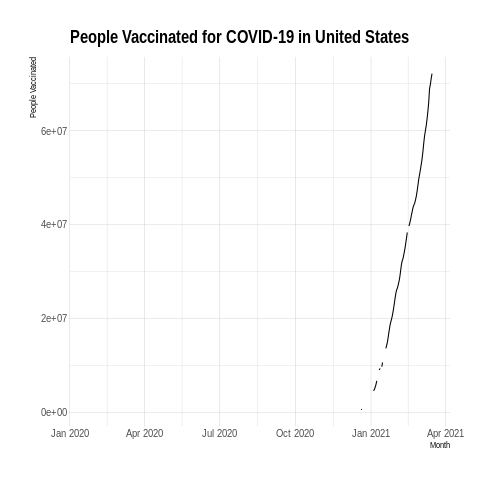 People Vaccinated for COVID-19 in United States
People Vaccinated
6e+07
4e+07
2e+07
0e+00
Jan 2020 Apr 2020 Jul 2020 Oct 2020 Jan 2021 Apr 2021
Month